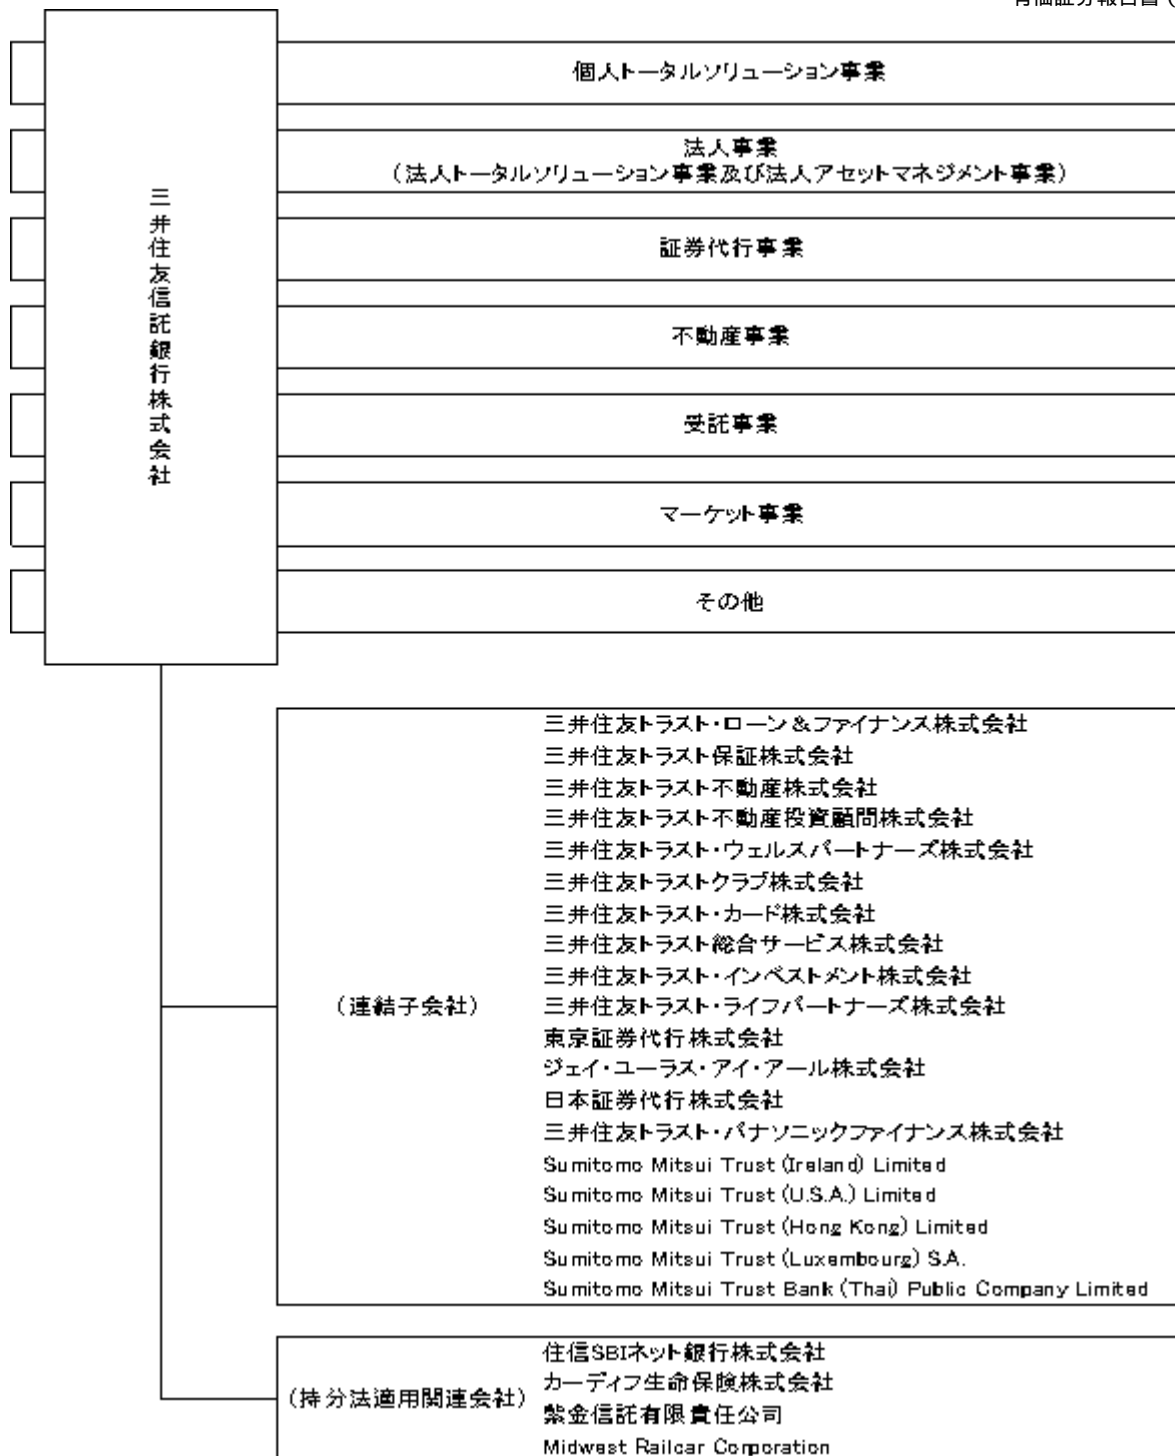 有価証券報告書（
三井住友信託銀行株式会社
個人トータルソリューション事業
法人事業
（法人トータルソリューション事業及び法人アセットマネジメント事業）
証券代行事業
不動産事業
受託事業
マーケット事業
その他
（連結子会社）
三井住友トラスト・ローン＆ファイナンス株式会社
三井住友トラスト保証株式会社
三井住友トラスト不動産株式会社
三井住友トラスト不動産投資顧問株式会社
三井住友トラスト・ウェルスパートナーズ株式会社
三井住友トラストクラブ株式会社
三井住友トラスト・カード株式会社
三井住友トラスト総合サービス株式会社
三井住友トラスト・インベストメント株式会社
三井住友トラスト・ライフパートナーズ株式会社
東京証券代行株式会社
ジェイ・ユーラス・アイ・アール株式会社
日本証券代行株式会社
三井住友トラスト・パナソニックファイナンス株式会社
Sumitomo Mitsui Trust (Ireland) Limited
Sumitomo Mitsui Trust (U.S.A.) Limited
Sumitomo Mitsui Trust (Hong Kong) Limited
Sumitomo Mitsui Trust (Luxembourg) S.A.
Sumitomo Mitsui Trust Bank (Thai) Public Company Limited
（持分法適用関連会社）
住信SBIネット銀行株式会社
カーディフ生命保険株式会社
紫金信託有限責任公司
Midwest Railcar Corporation